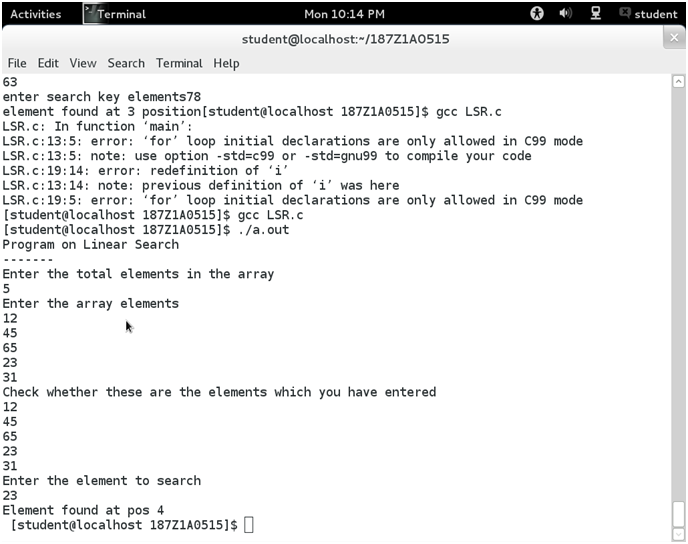 Activities Terminal Mon 10:14 PM student
student@localhost:~/187Z1A0515
File Edit View Search Terminal Help
63
enter search key elements78
element found at 3 position[student@localhost 187Z1A0515]$ gcc LSR.c
LSR.c: In function ‘main’:
LSR.c:13:5: error: ‘for’ loop initial declarations are only allowed in C99 mode
LSR.c:13:5: note: use option -std=c99 or -std=gnu99 to compile your code
LSR.c:19:14: error: redefinition of ‘i’
LSR.c:13:14: note: previous definition of ‘i’ was here
LSR.c:19:5: error: ‘for’ loop initial declarations are only allowed in C99 mode
[student@localhost 187Z1A0515]$ gcc LSR.c
[student@localhost 187Z1A0515]$ ./a.out
Program on Linear Search
-------
Enter the total elements in the array
5
Enter the array elements
12
45
65
23
31
Check whether these are the elements which you have entered
12
45
65
23
31
Enter the element to search
23
Element found at pos 4
[student@localhost 187Z1A0515]$